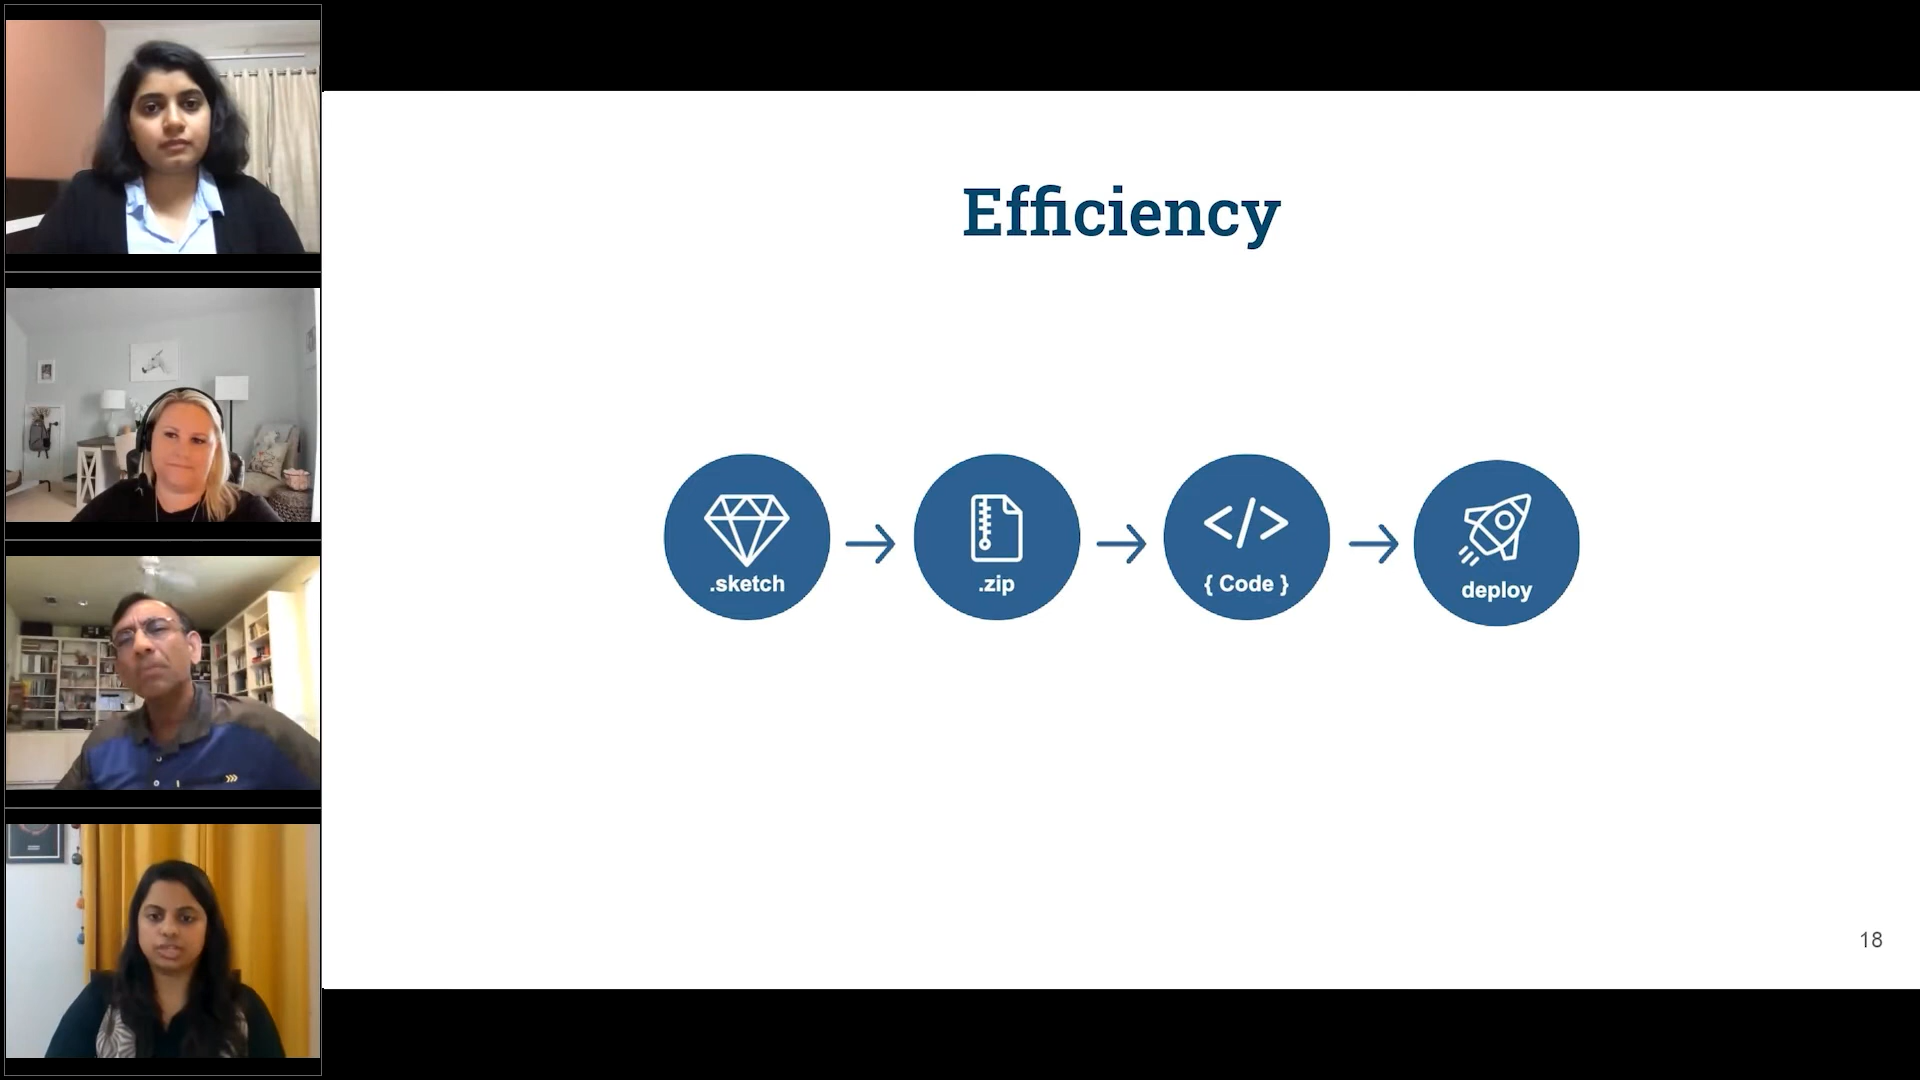 Efficiency
.sketch
.zip
</>
{ Code }
deploy
18